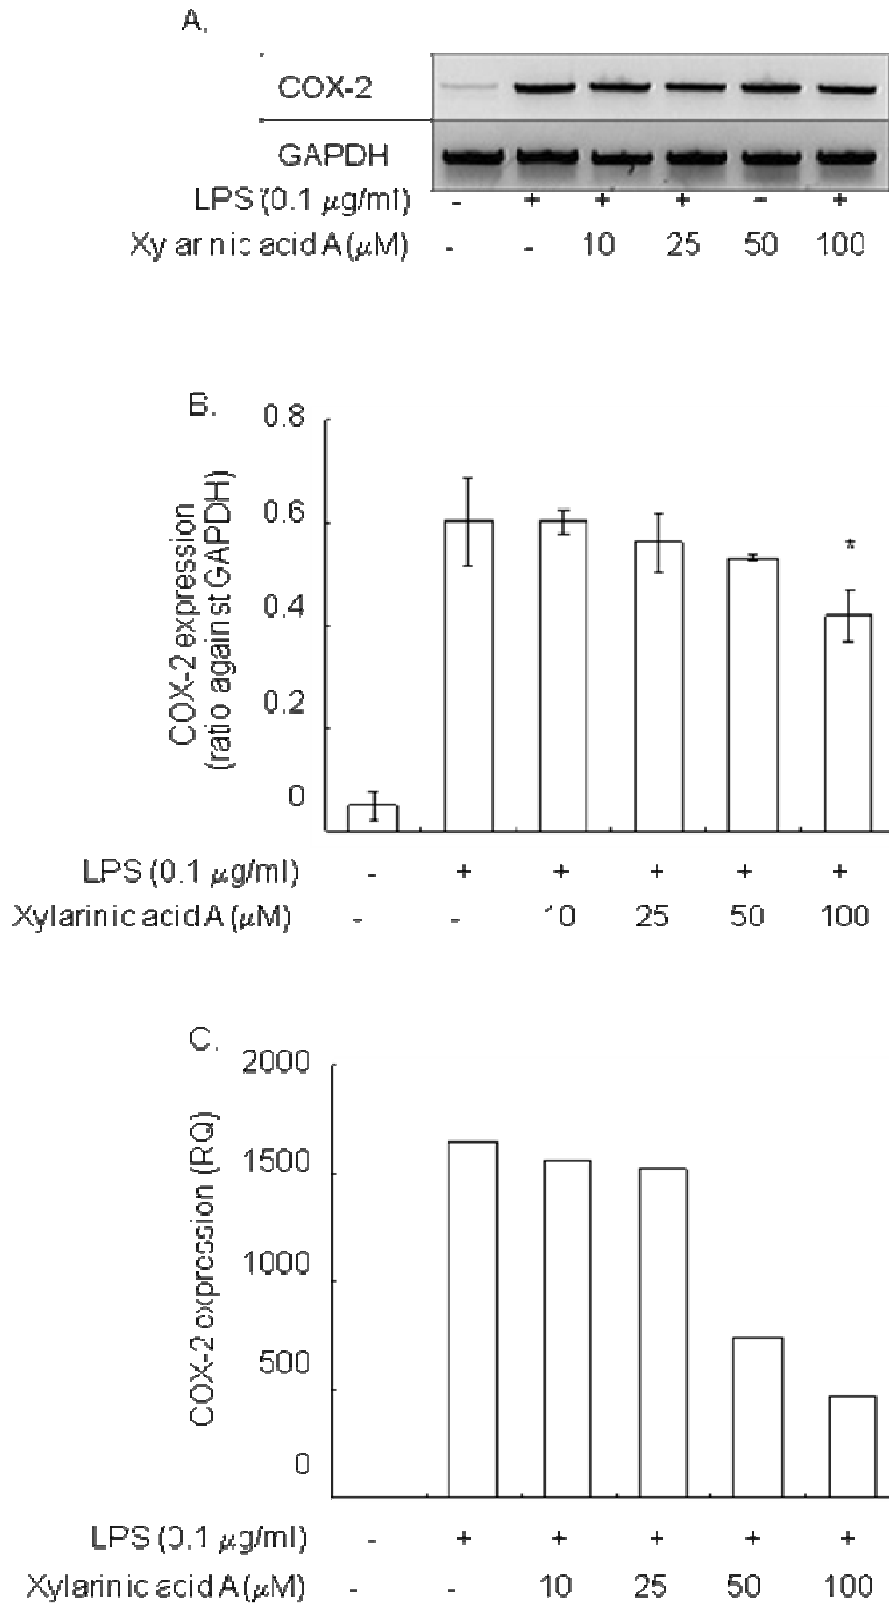 A.
COX-2
GAPDH
LPS (0.1 μg/ml) - + + + + +
Xylarinic acid A (μM) - - 10 25 50 100
B.
0.8
0.6
0.4
0.2
0
COX-2 expression
(ratio against GAPDH)
*
LPS (0.1 μg/ml) - + + + + +
Xylarinic acid A (μM) - - 10 25 50 100
C.
2000
1500
1000
500
0
COX-2 expression (RQ)
LPS (0.1 μg/ml) - + + + + +
Xylarinic acid A (μM) - - 10 25 50 100